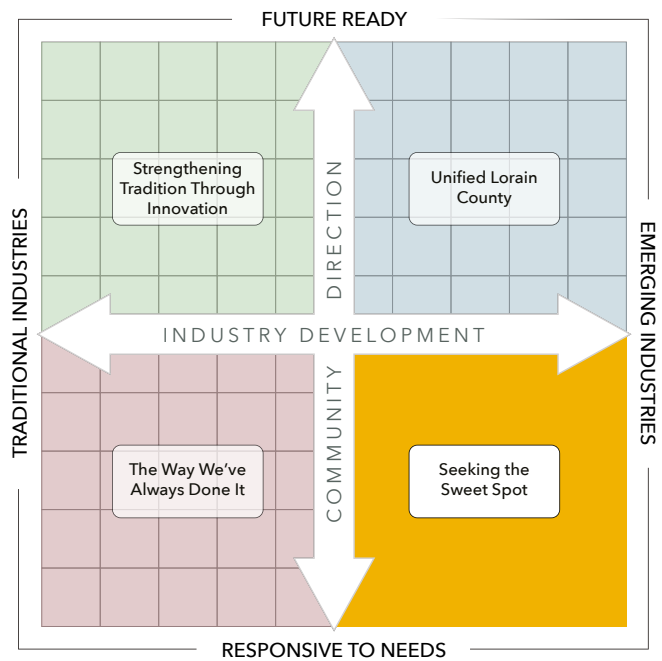 FUTURE READY
Strengthening
Tradition Through
Innovation
Unified Lorain
County
TRADITIONAL INDUSTRIES
COMMUNITY DIRECTION
INDUSTRY DEVELOPMENT
EMERGING INDUSTRIES
The Way We've
Always Done It
Seeking the
Sweet Spot
RESPONSIVE TO NEEDS